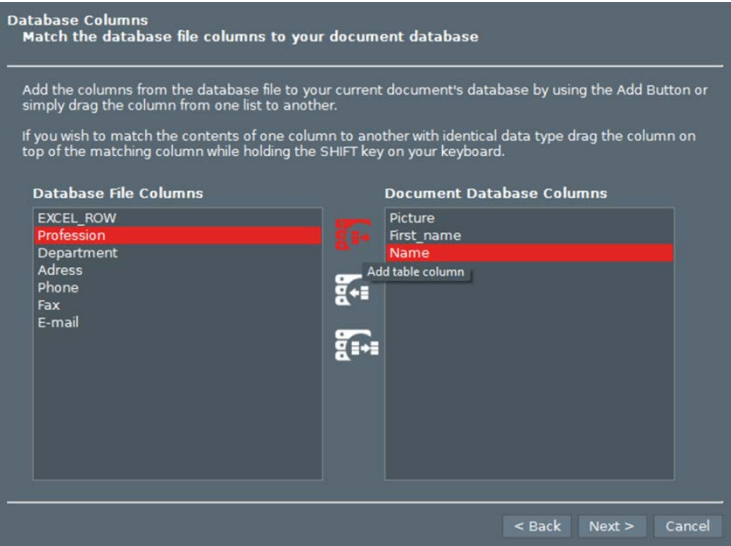 Database Columns
Match the database file columns to your document database
Add the columns from the database file to your current document's database by using the Add Button or
simply drag the column from one list to another.
If you wish to match the contents of one column to another with identical data type drag the column on
top of the matching column while holding the SHIFT key on your keyboard.
Database File Columns
EXCEL_ROW
Profession
Department
Adress
Phone
Fax
E-mail
Add table column
Document Database Columns
Picture
First_name
Name
< Back
Next >
Cancel